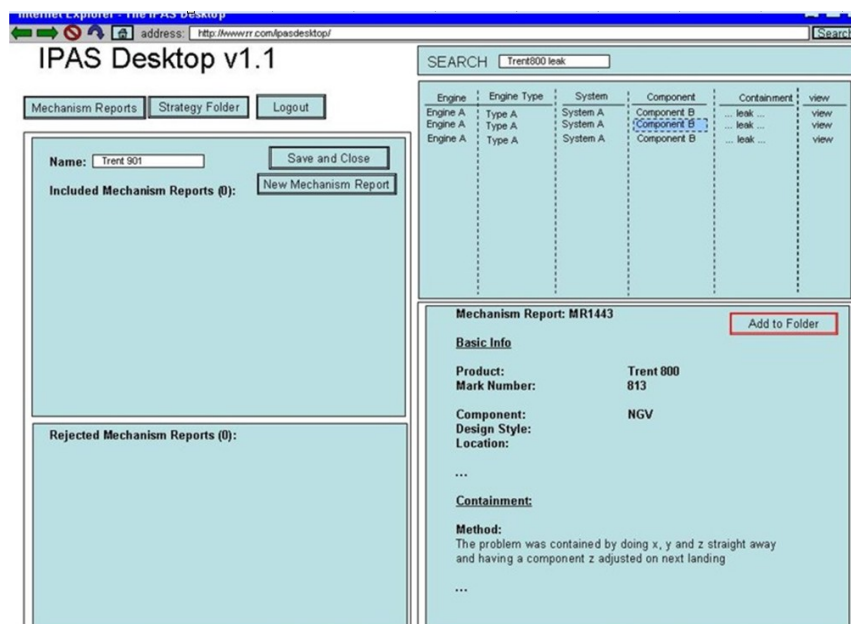 Internet Explorer - The IPAS Desktop
address: http://www.rr.com/ipasdesktop/ Search
IPAS Desktop v1.1
Mechanism Reports Strategy Folder Logout
Name: Trent 901 Save and Close
Included Mechanism Reports (0): New Mechanism Report
Rejected Mechanism Reports (0):
SEARCH Trent800 leak
Engine Engine Type System Component Containment view
Engine A Type A System A Component B ... leak ... view
Engine A Type A System A Component B ... leak ... view
Engine A Type A System A Component B ... leak ... view
Mechanism Report: MR1443 Add to Folder
Basic Info
Product: Trent 800
Mark Number: 813
Component: NGV
Design Style:
Location:
...
Containment:
Method:
The problem was contained by doing x, y and z straight away
and having a component z adjusted on next landing
...